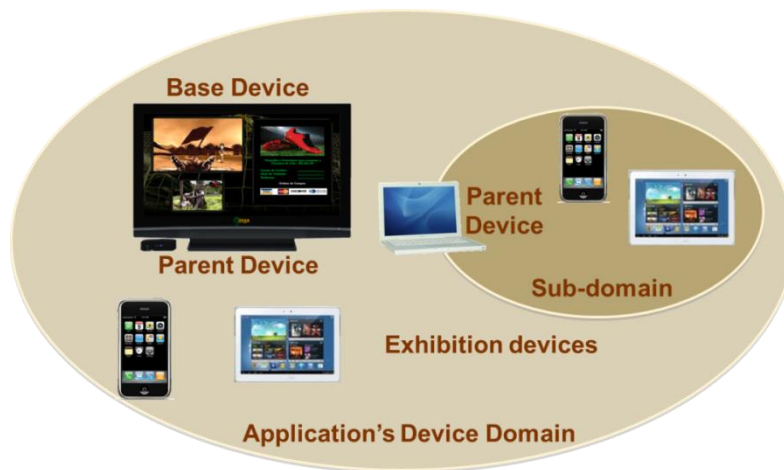 Base Device
Parent Device
Parent
Device
Sub-domain
Exhibition devices
Application's Device Domain